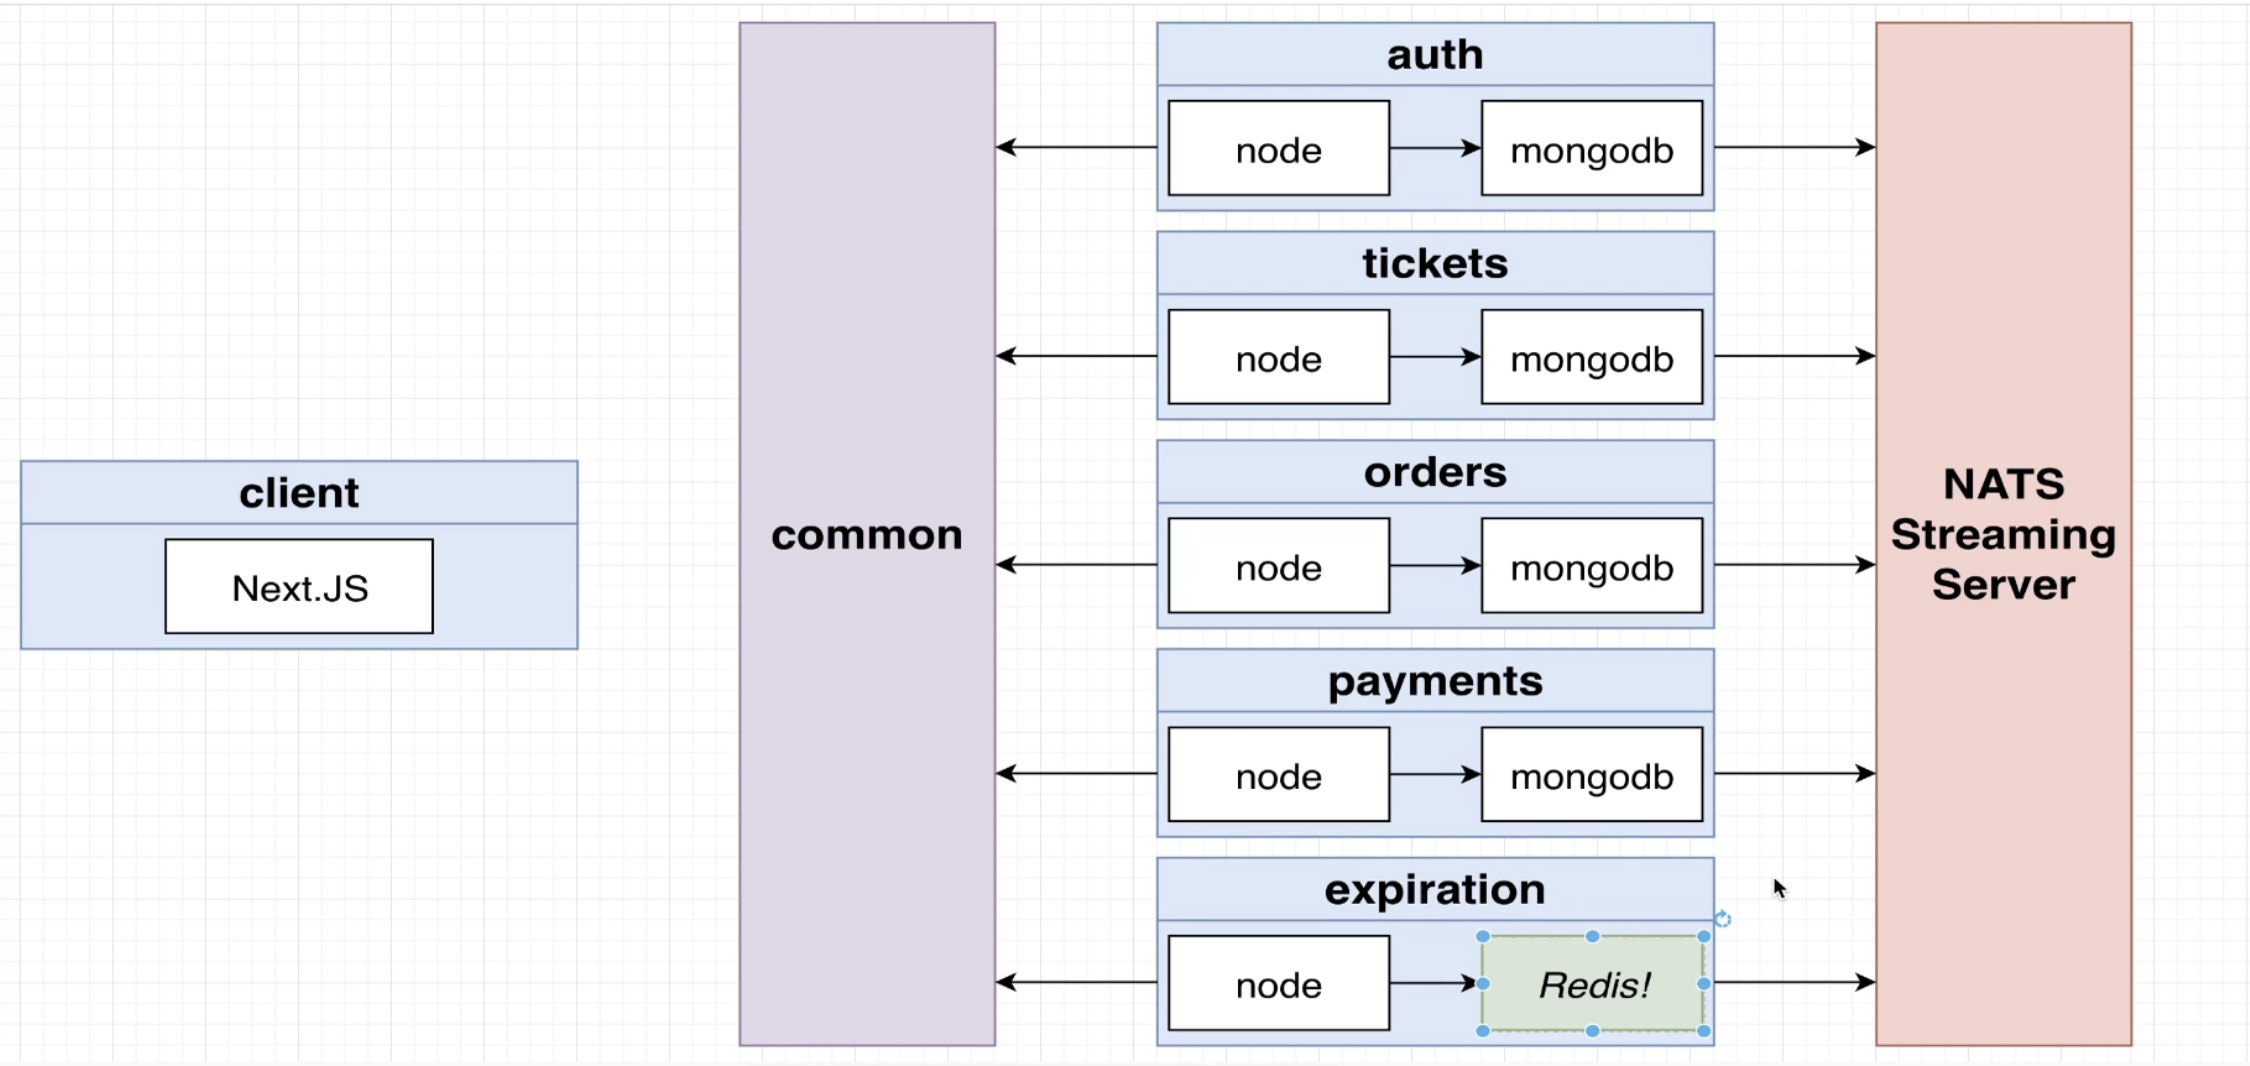 client
Next.JS
common
auth
node
mongodb
tickets
node
mongodb
orders
node
mongodb
payments
node
mongodb
expiration
node
Redis!
NATS
Streaming
Server